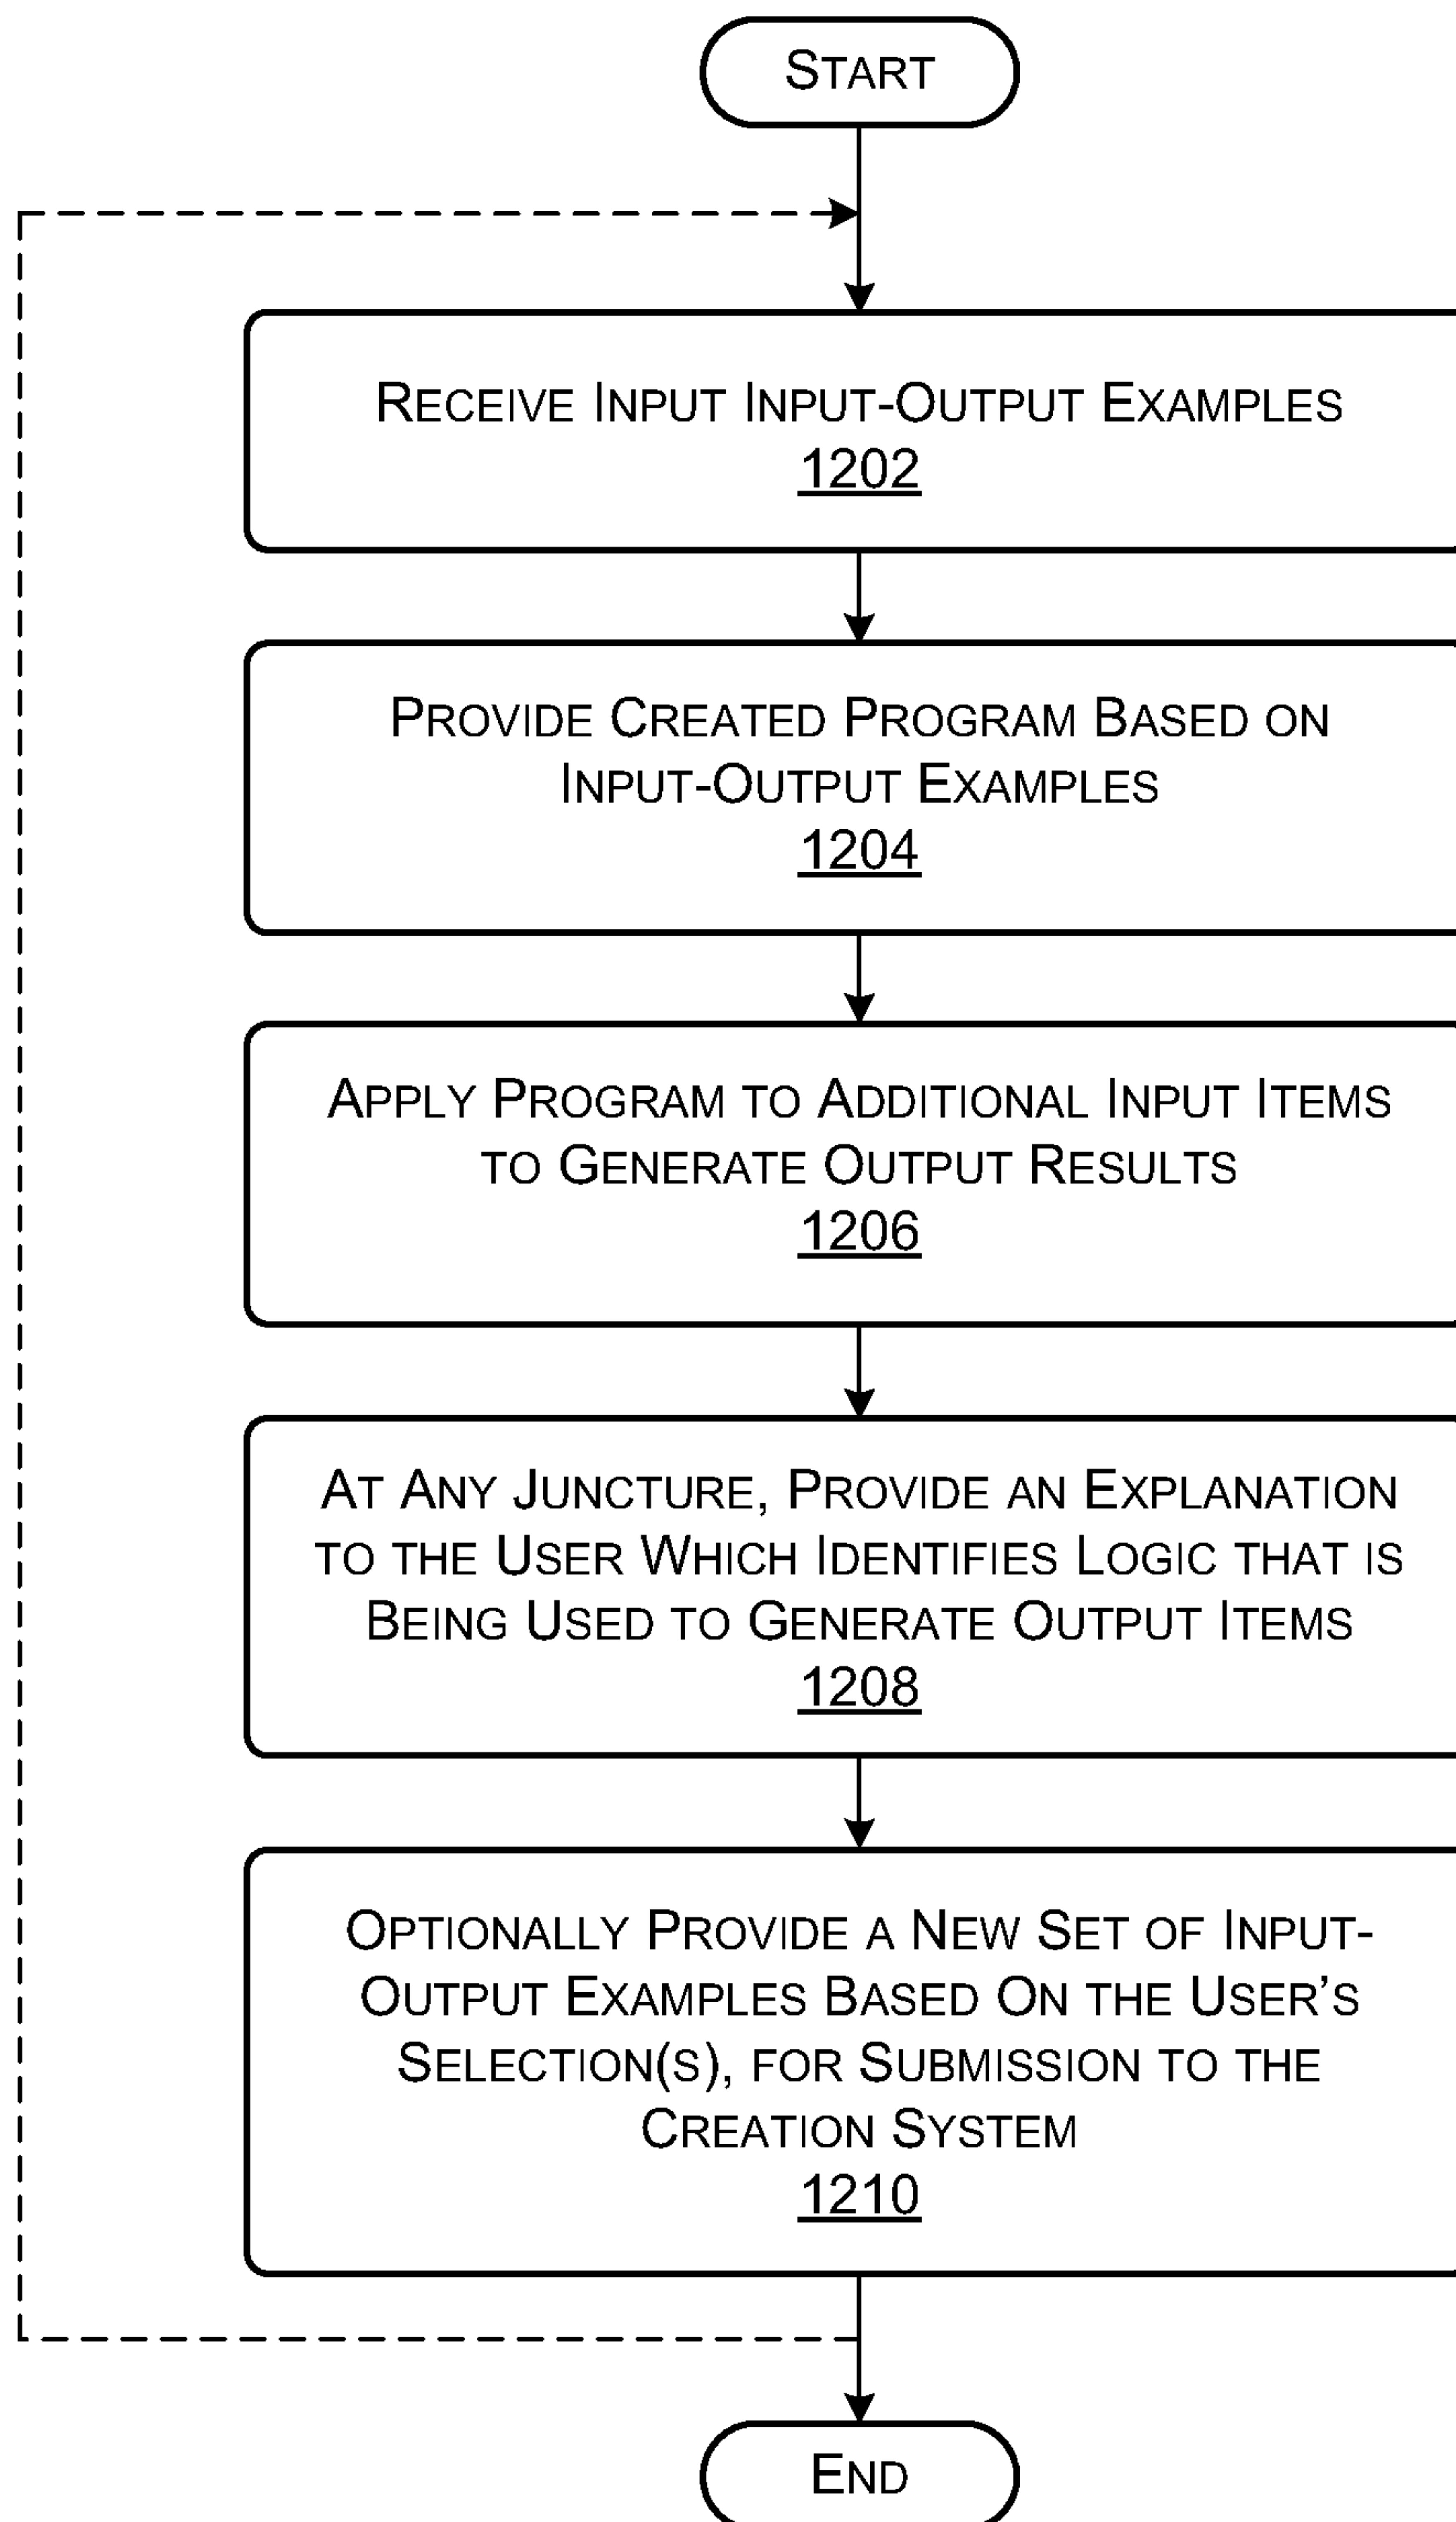 START
RECEIVE INPUT INPUT-OUTPUT EXAMPLES
1202
PROVIDE CREATED PROGRAM BASED ON
INPUT-OUTPUT EXAMPLES
1204
APPLY PROGRAM TO ADDITIONAL INPUT ITEMS
TO GENERATE OUTPUT RESULTS
1206
AT ANY JUNCTURE, PROVIDE AN EXPLANATION
TO THE USER WHICH IDENTIFIES LOGIC THAT IS
BEING USED TO GENERATE OUTPUT ITEMS
1208
OPTIONALLY PROVIDE A NEW SET OF INPUT-
OUTPUT EXAMPLES BASED ON THE USER'S
SELECTION(S), FOR SUBMISSION TO THE
CREATION SYSTEM
1210
END